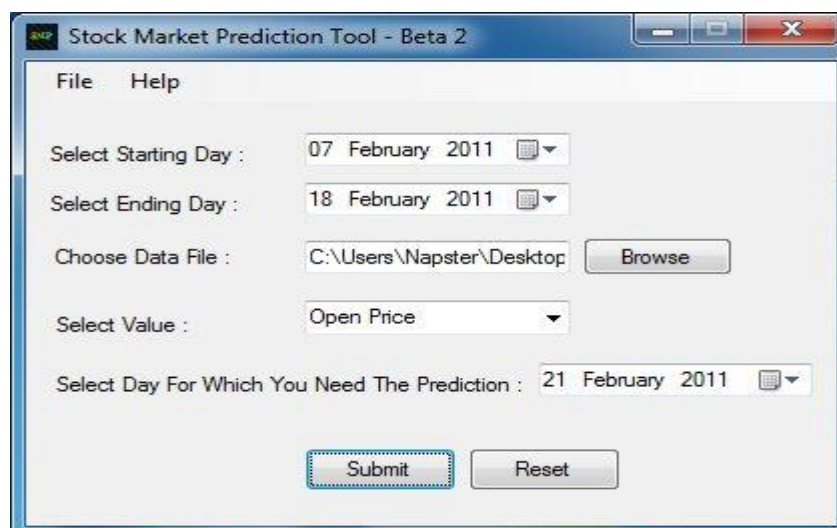 Stock Market Prediction Tool - Beta 2
File Help
Select Starting Day : 07 February 2011
Select Ending Day : 18 February 2011
Choose Data File : C:\Users\Napster\Desktop Browse
Select Value : Open Price
Select Day For Which You Need The Prediction : 21 February 2011
Submit Reset